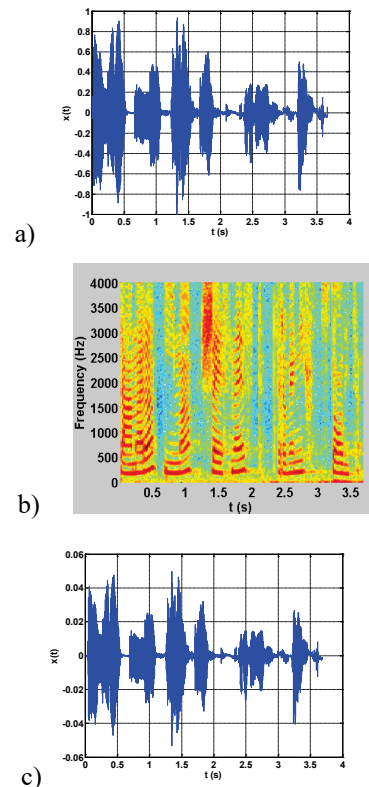 1
0.8
0.6
0.4
0.2
0
-0.2
-0.4
-0.6
-0.8
-1
x(t)
0 0.5 1 1.5 2 2.5 3 3.5 4
t (s)
a)
4000
3500
3000
2500
2000
1500
1000
500
0
Frequency (Hz)
0.5 1 1.5 2 2.5 3 3.5
t (s)
b)
0.06
0.04
0.02
0
-0.02
-0.04
-0.06
x(t)
0 0.5 1 1.5 2 2.5 3 3.5 4
t (s)
c)